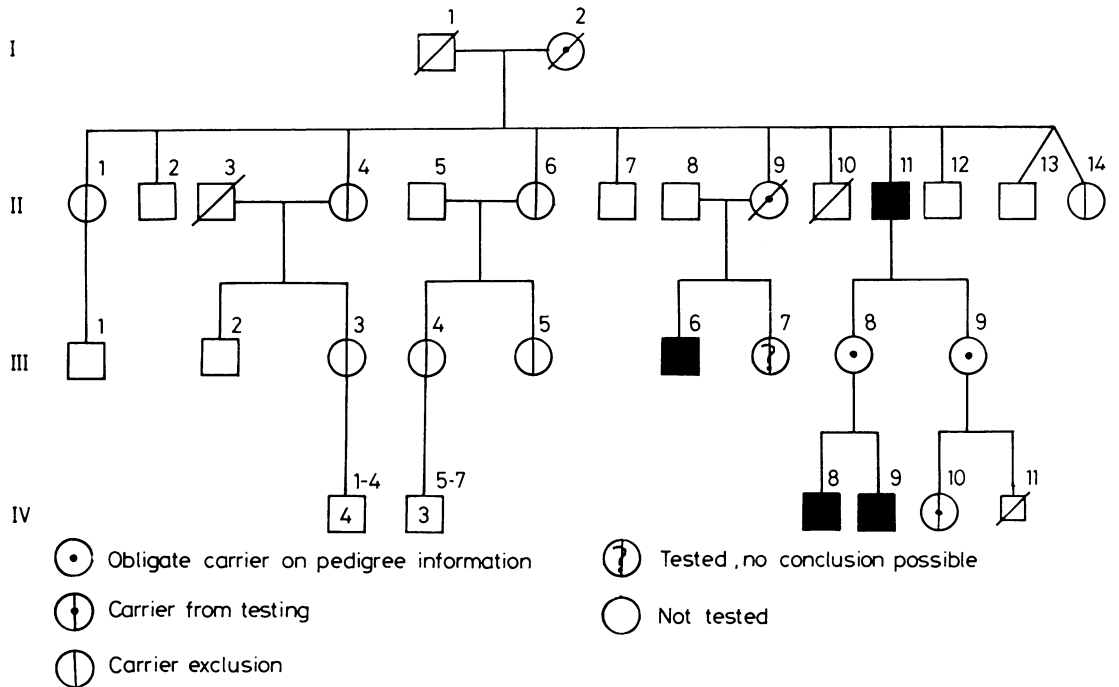 1 2
I
1 2 3 4 5 6 7 8 9 10 11 12 13 14
II
1 2 3 4 5 6 7 8 9
III
?
1-4 5-7 8 9 10 11
IV 4 3
Obligate carrier on pedigree information
? Tested, no conclusion possible
Carrier from testing
Not tested
Carrier exclusion